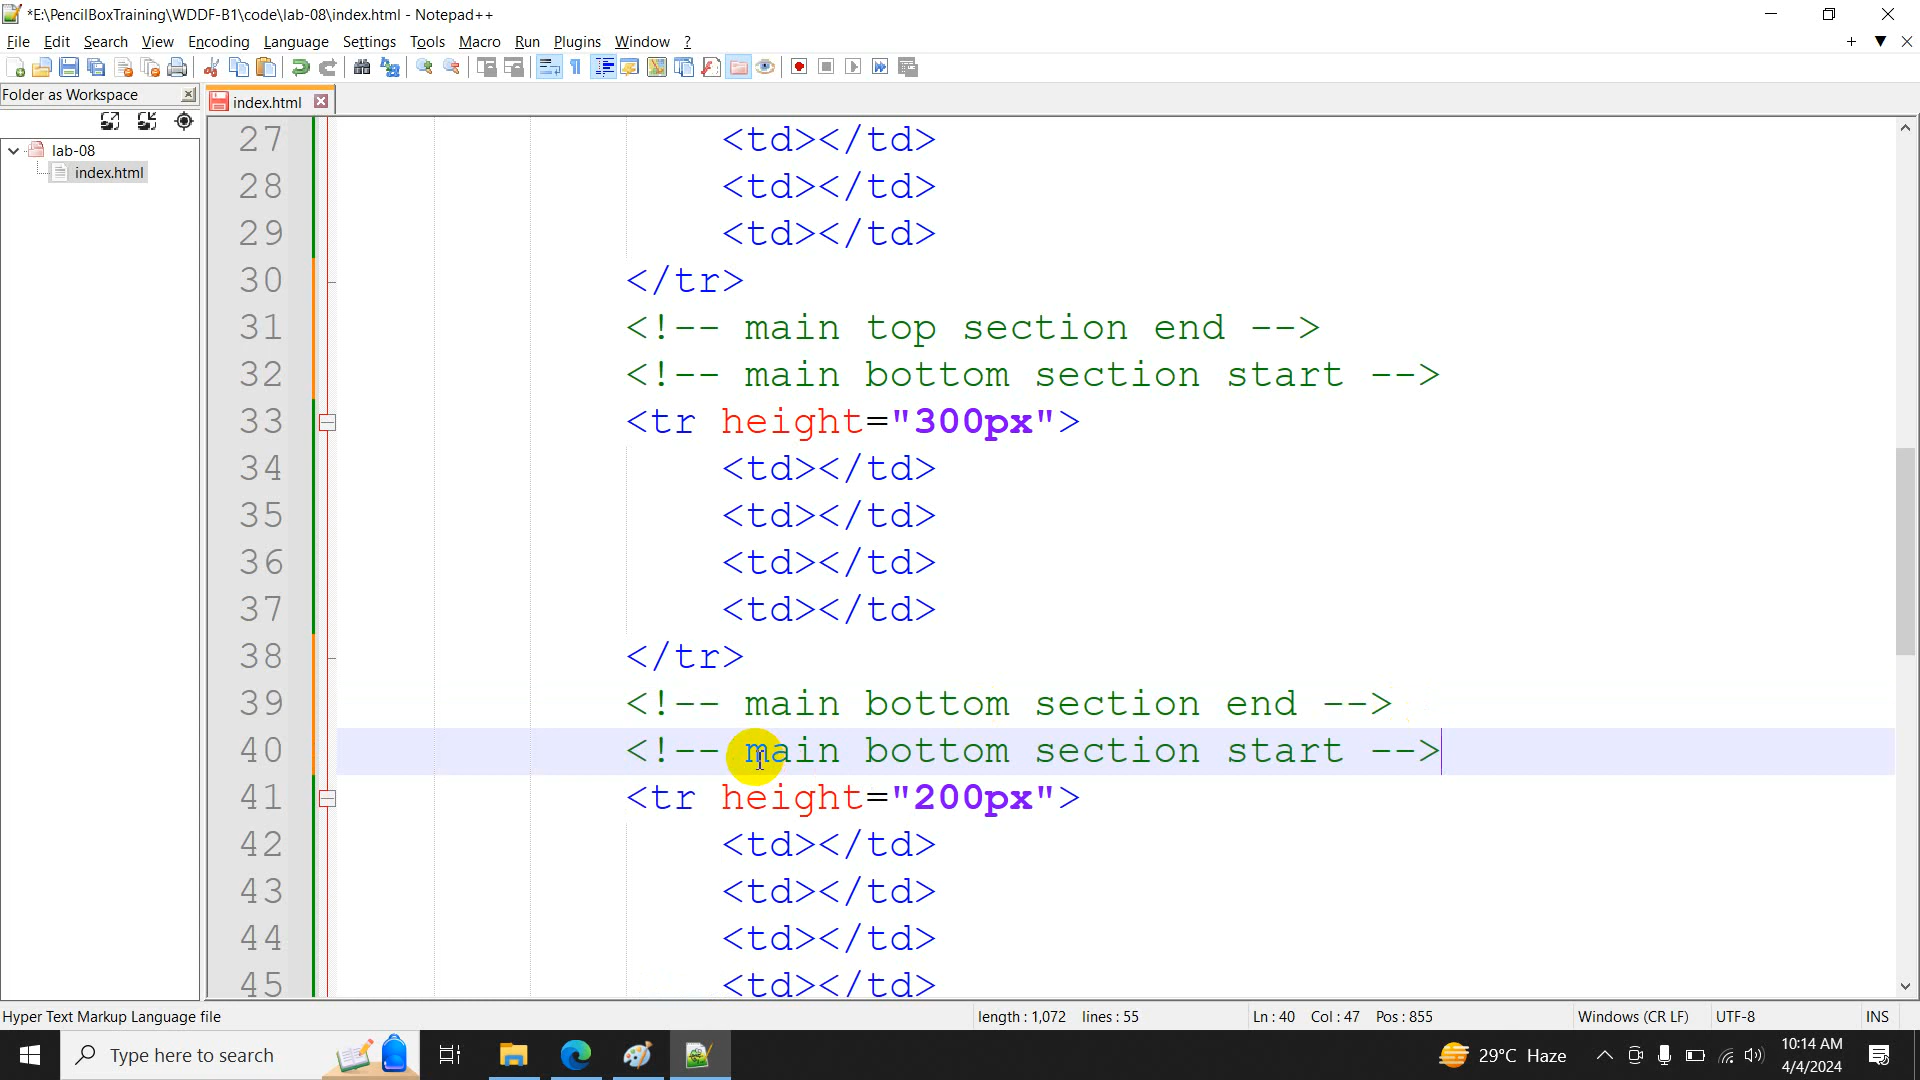 *E:\PencilBoxTraining\WDDF-B1\code\lab-08\index.html - Notepad++
File Edit Search View Encoding Language Settings Tools Macro Run Plugins Window ?
Folder as Workspace
index.html
lab-08
index.html
27 <td></td>
28 <td></td>
29 <td></td>
30 </tr>
31 <!-- main top section end -->
32 <!-- main bottom section start -->
33 <tr height="300px">
34 <td></td>
35 <td></td>
36 <td></td>
37 <td></td>
38 </tr>
39 <!-- main bottom section end -->
40 <!-- main bottom section start -->
41 <tr height="200px">
42 <td></td>
43 <td></td>
44 <td></td>
45 <td></td>
Hyper Text Markup Language file length : 1,072 lines : 55 Ln : 40 Col : 47 Pos : 855 Windows (CR LF) UTF-8 INS
Type here to search
29°C Haze
10:14 AM
4/4/2024